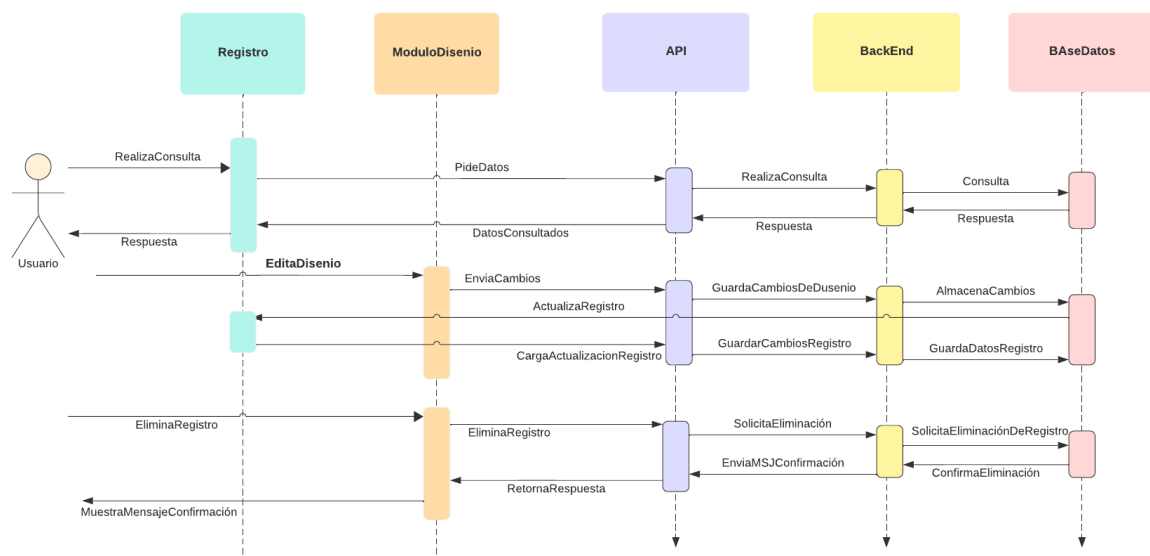 Registro
ModuloDisenio
API
BackEnd
BAseDatos
RealizaConsulta
PideDatos
RealizaConsulta
Consulta
Respuesta
Respuesta
DatosConsultados
Respuesta
Usuario
EditaDisenio
EnviaCambios
GuardaCambiosDeDusenio
AlmacenaCambios
ActualizaRegistro
CargaActualizacionRegistro
GuardarCambiosRegistro
GuardaDatosRegistro
EliminaRegistro
EliminaRegistro
SolicitaEliminación
SolicitaEliminaciónDeRegistro
EnviaMSJConfirmación
ConfirmaEliminación
RetornaRespuesta
MuestraMensajeConfirmación